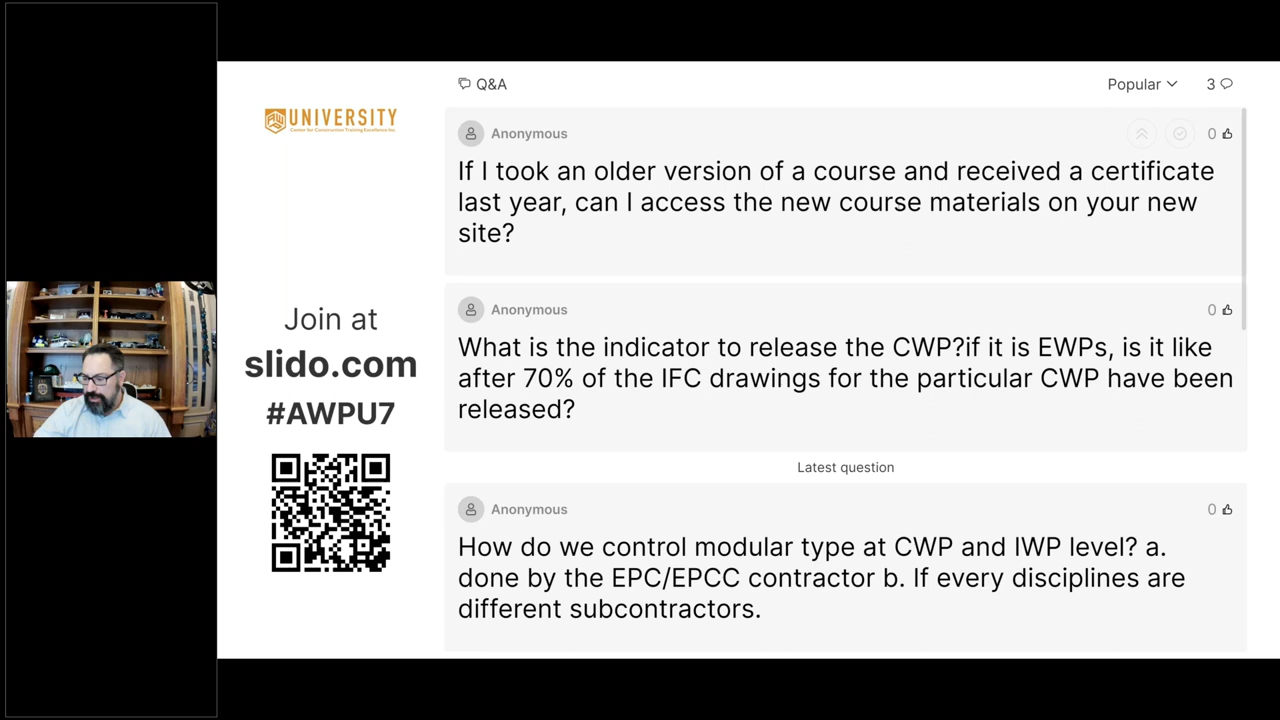 UNIVERSITY
Center for Construction Training Excellence Inc.
Join at
slido.com
#AWPU7
Q&A
Popular
3
Anonymous
0
If I took an older version of a course and received a certificate
last year, can I access the new course materials on your new
site?
Anonymous
0
What is the indicator to release the CWP?if it is EWPs, is it like
after 70% of the IFC drawings for the particular CWP have been
released?
Latest question
Anonymous
0
How do we control modular type at CWP and IWP level? a.
done by the EPC/EPCC contractor b. If every disciplines are
different subcontractors.